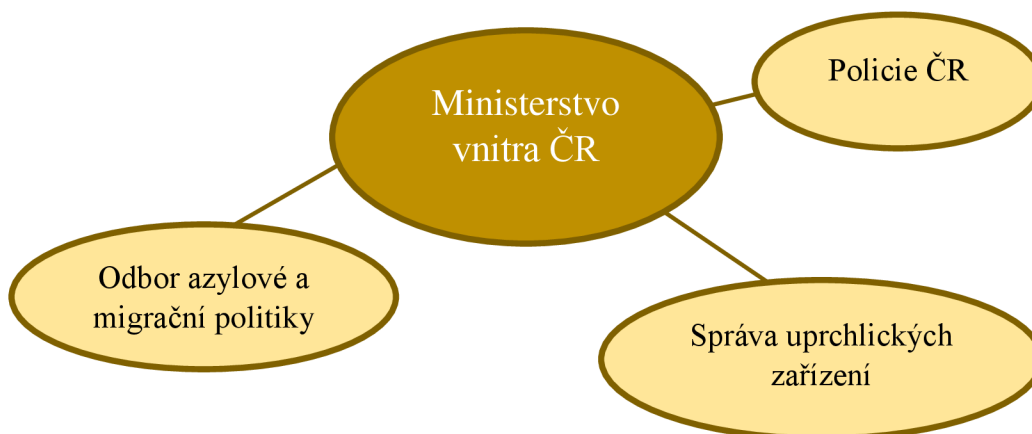 Ministerstvo
vnitra ČR
Policie ČR
Odbor azylové a
migrační politiky
Správa uprchlických
zařízení